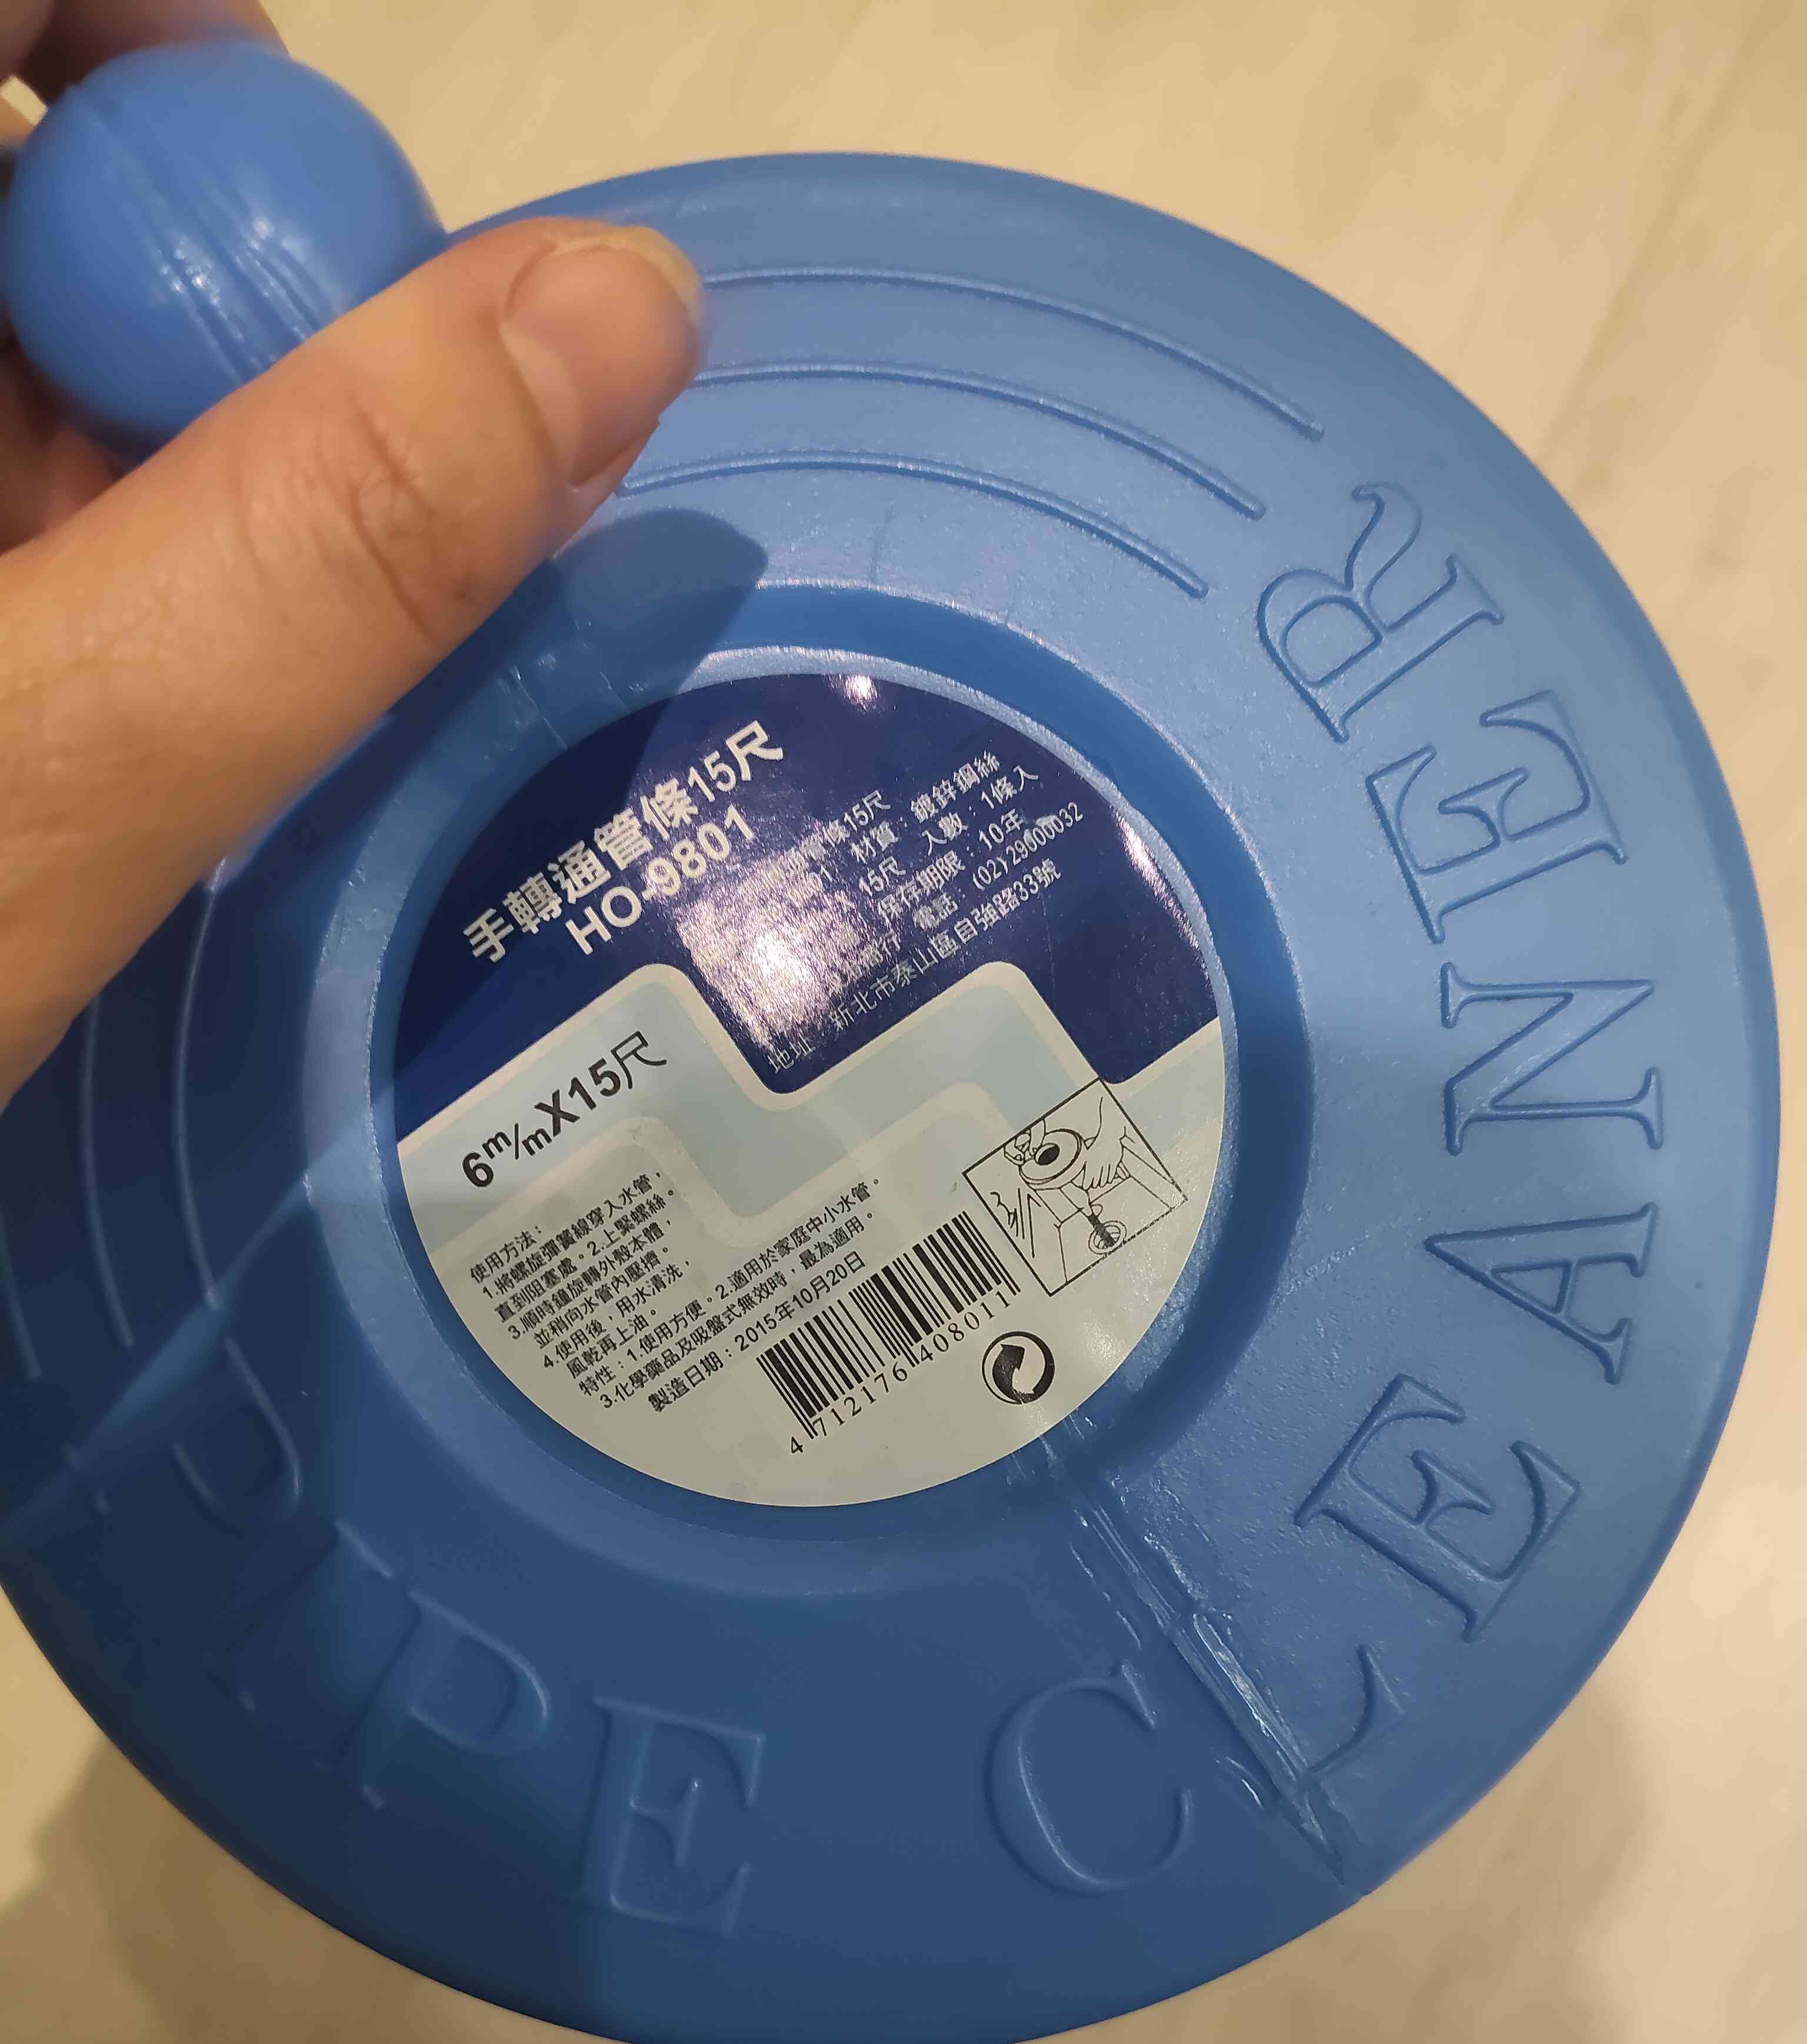 PIPE CLEANER
手轉通管條15尺
HO-9801
條15尺
材質：鍍鋅鋼絲
15尺 入數：1條入
保存期限：10年
電話 (02)29000032
地址：新北市泰山區自強路33號
6m/mX15尺
使用方法：
1.將螺旋彈簧線穿入水管，
直到阻塞處。2.上緊螺絲。
3.順時鐘旋轉外殼本體，
並稍向水管內壓擠。
4.使用後，用水清洗，
風乾再上油。
特性：1.使用方便。2.適用於家庭中小水管。
3.化學藥品及吸盤式無效時，最為適用。
製造日期：2015年10月20日
4 712176 408011